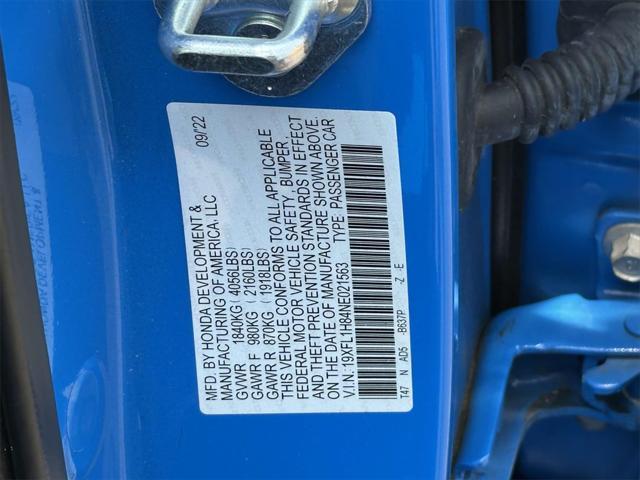 MFD. BY HONDA DEVELOPMENT & 09/22
MANUFACTURING OF AMERICA, LLC
GVWR 1840KG (4056LBS)
GAWR F 980KG (2160LBS)
GAWR R 870KG (1918LBS)
THIS VEHICLE CONFORMS TO ALL APPLICABLE
FEDERAL MOTOR VEHICLE SAFETY, BUMPER
AND THEFT PREVENTION STANDARDS IN EFFECT
ON THE DATE OF MANUFACTURE SHOWN ABOVE.
V.I.N: 19XFL1H84NE021563 TYPE: PASSENGER CAR
T47 N AD5 -B637P -Z -E